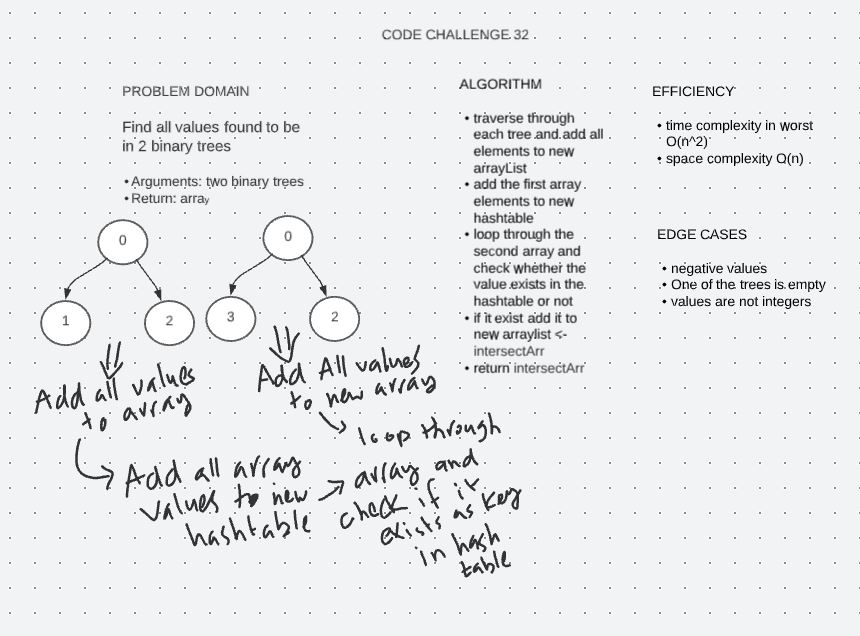 CODE CHALLENGE 32
PROBLEM DOMAIN
Find all values found to be
in 2 binary trees
• Arguments: two binary trees
• Return: array
0
1
2
0
3
2
Add all values
to array
Add All values
to new array
Add all array
values to new
hashtable
loop through
array and
check if it
exists as key
in hash
table
ALGORITHM
• traverse through
each tree and add all
elements to new
arrayList
• add the first array
elements to new
hashtable
• loop through the
second array and
check whether the
value exists in the
hashtable or not
• if it exist add it to
new arraylist <-
intersectArr
• return intersectArr
EFFICIENCY
• time complexity in worst
O(n^2)
• space complexity O(n)
EDGE CASES
• negative values
• One of the trees is empty
• values are not integers